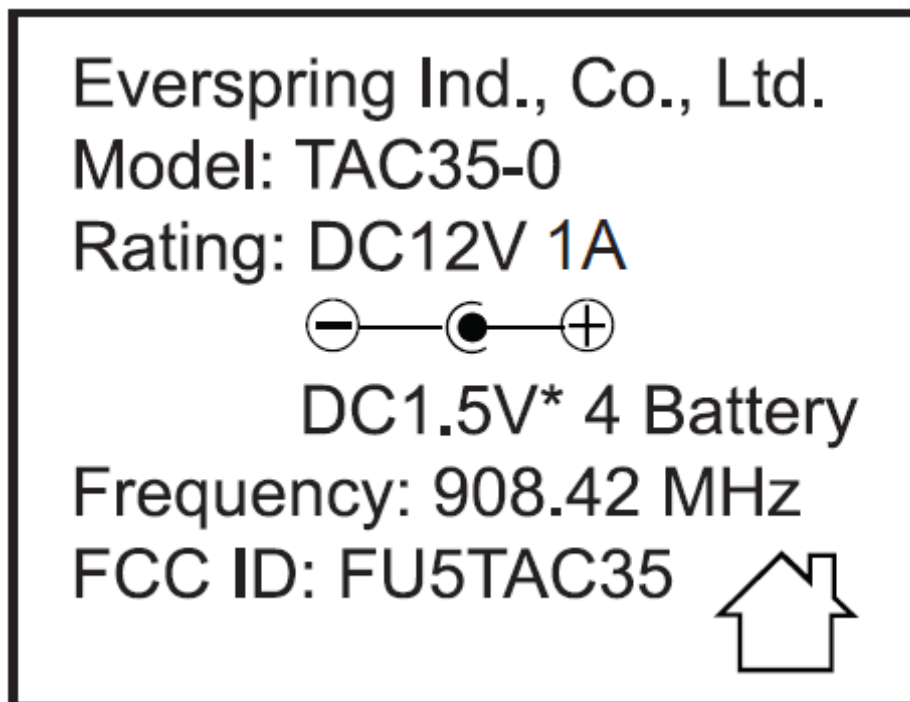 Everspring Ind., Co., Ltd.
Model: TAC35-0
Rating: DC12V 1A
DC1.5V* 4 Battery
Frequency: 908.42 MHz
FCC ID: FU5TAC35